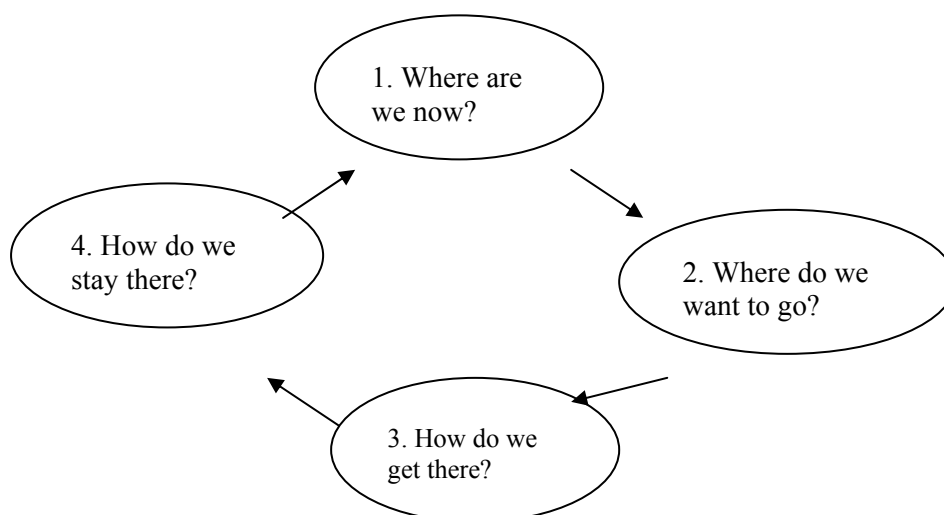 1. Where are
we now?
2. Where do we
want to go?
3. How do we
get there?
4. How do we
stay there?